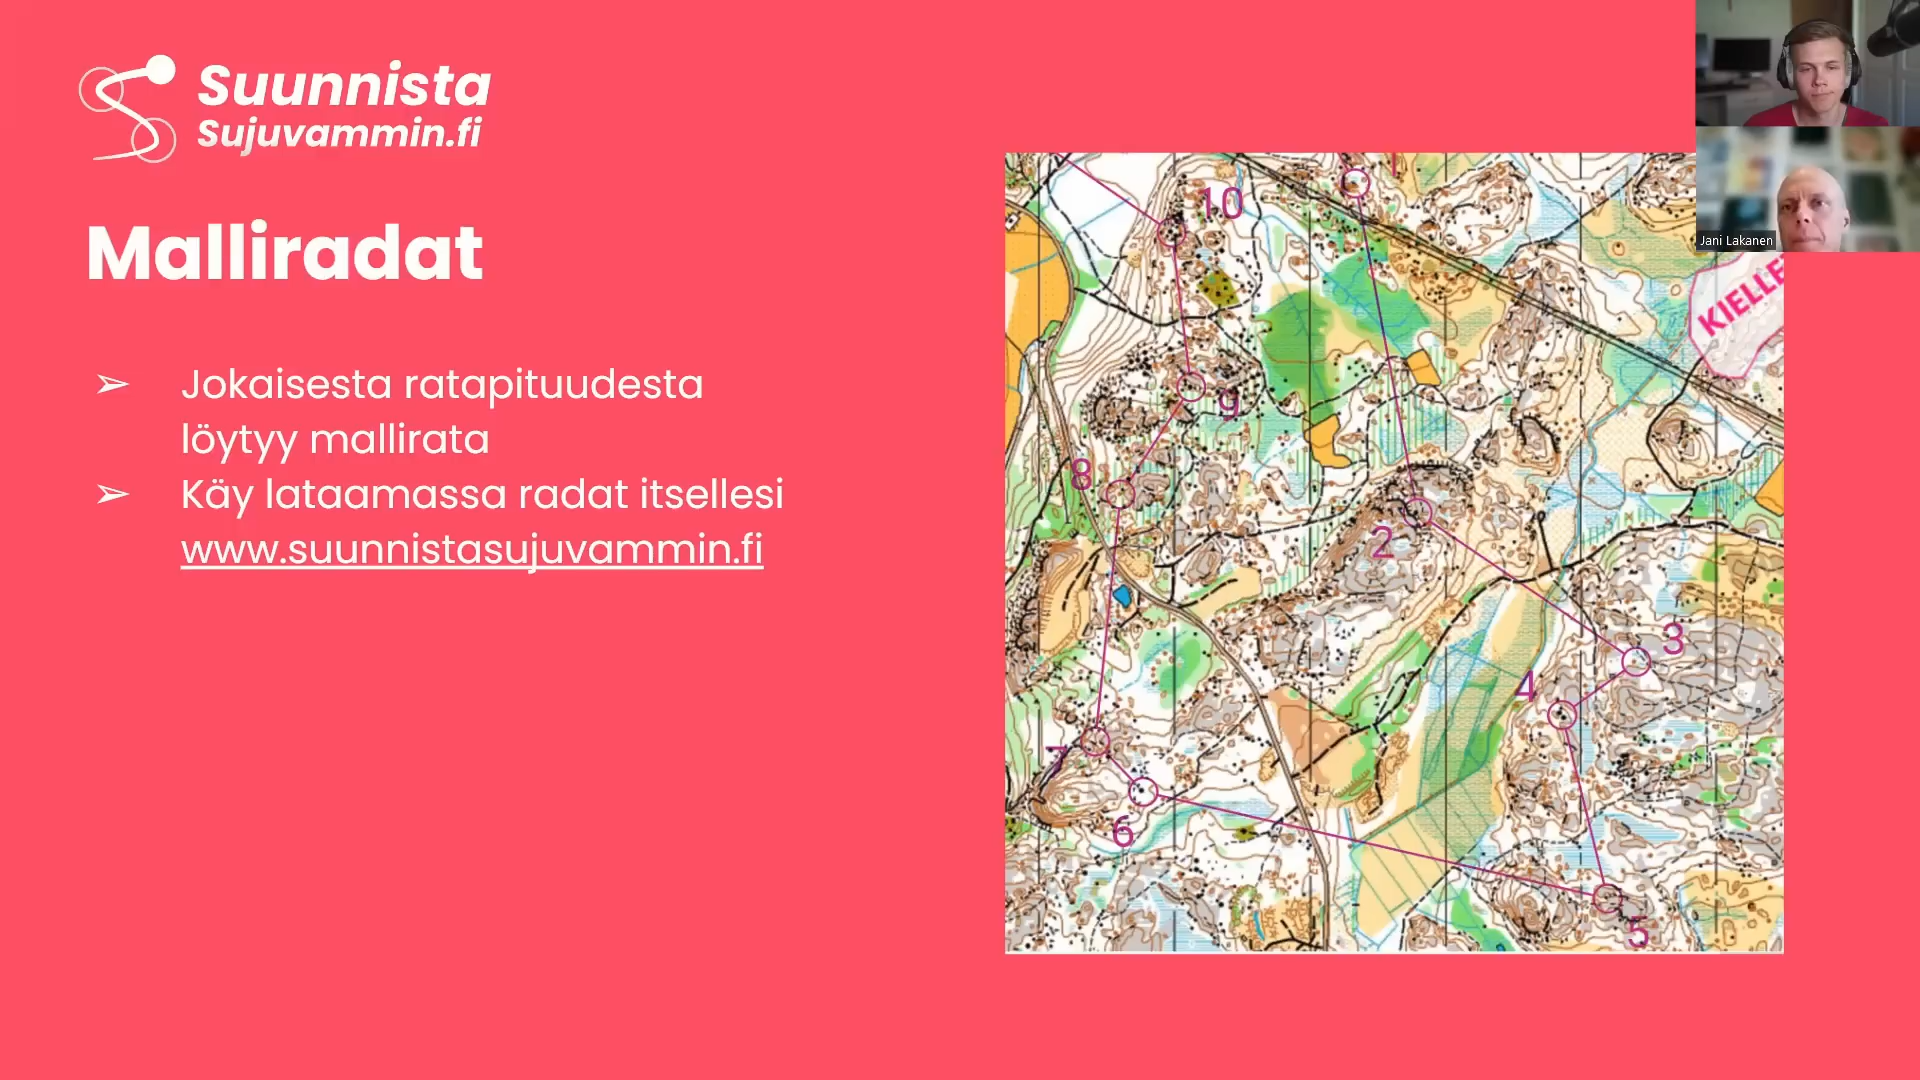 Suunnista
Sujuvammin.fi
Malliradat
➢ Jokaisesta ratapituudesta
löytyy mallirata
➢ Käy lataamassa radat itsellesi
www.suunnistasujuvammin.fi
Jani Lakanen
1
10
KIELLE
9
8
2
3
4
7
6
5